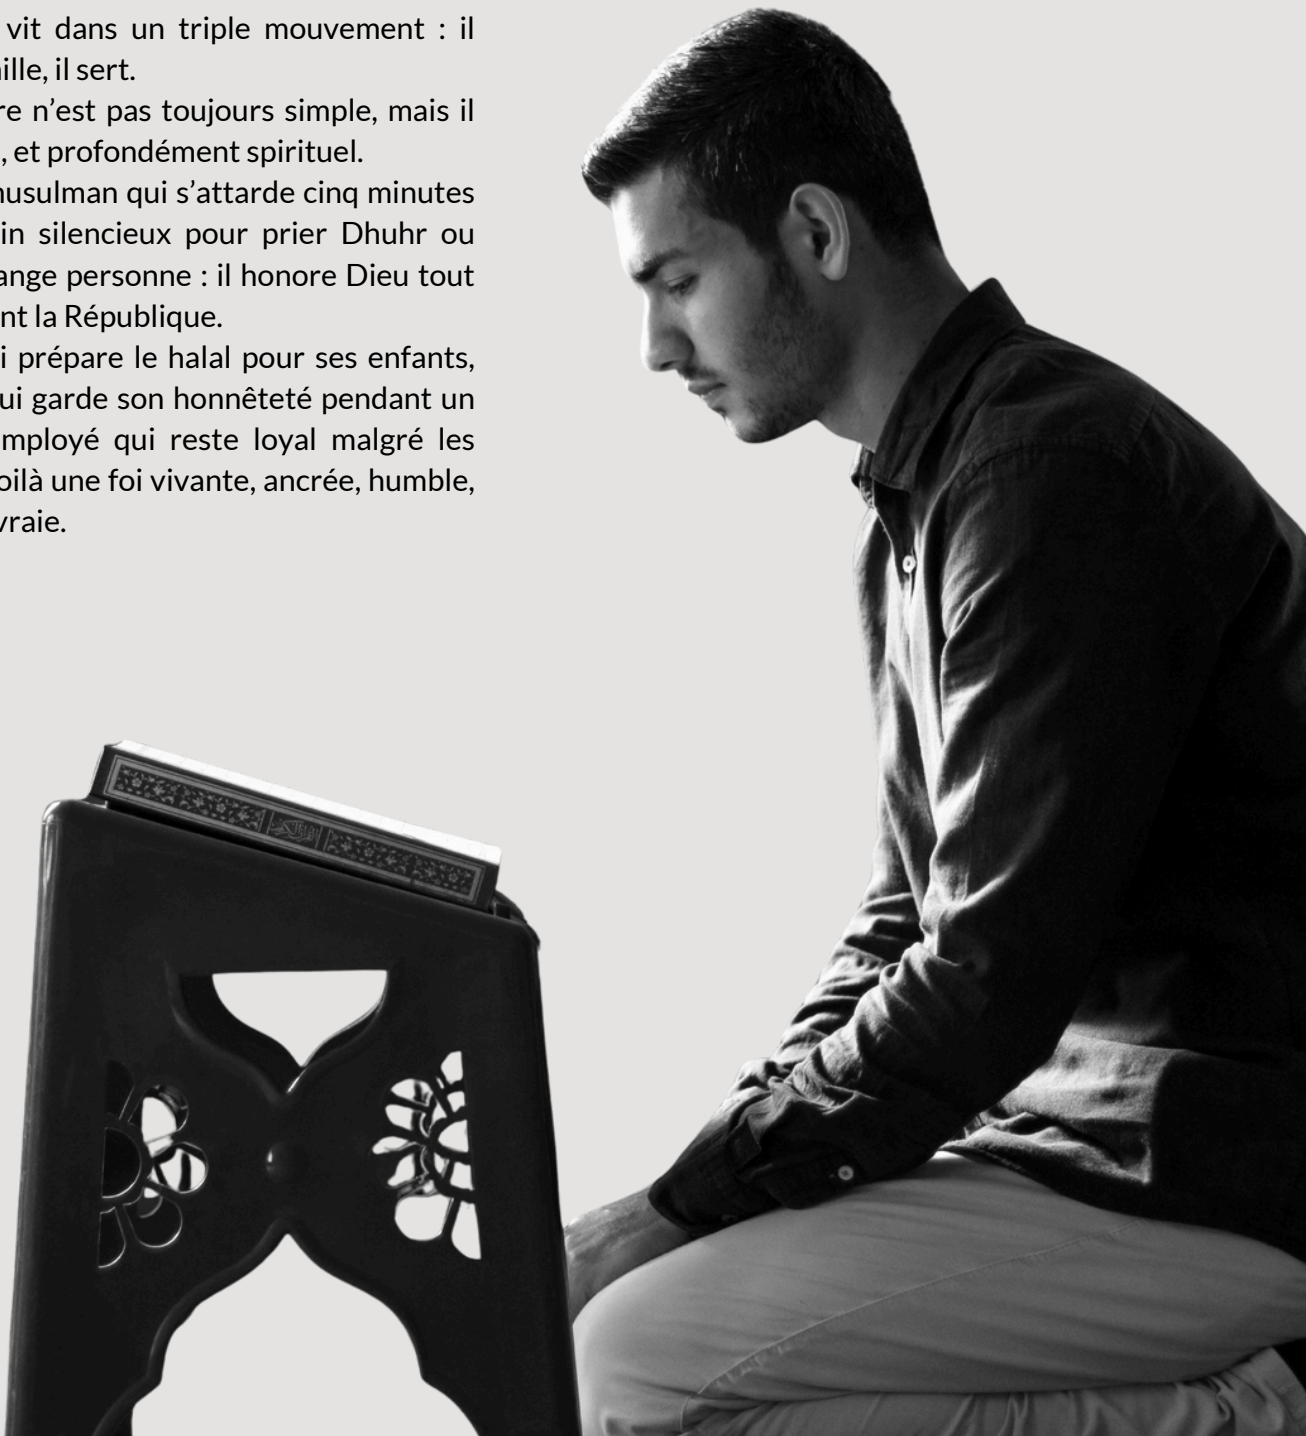 vit dans un triple mouvement : il
ille, il sert.
re n’est pas toujours simple, mais il
, et profondément spirituel.
nusulman qui s’attarde cinq minutes
in silencieux pour prier Dhuhr ou
ange personne : il honore Dieu tout
nt la République.
i prépare le halal pour ses enfants,
ui garde son honnêteté pendant un
mployé qui reste loyal malgré les
oilà une foi vivante, ancrée, humble,
vraie.